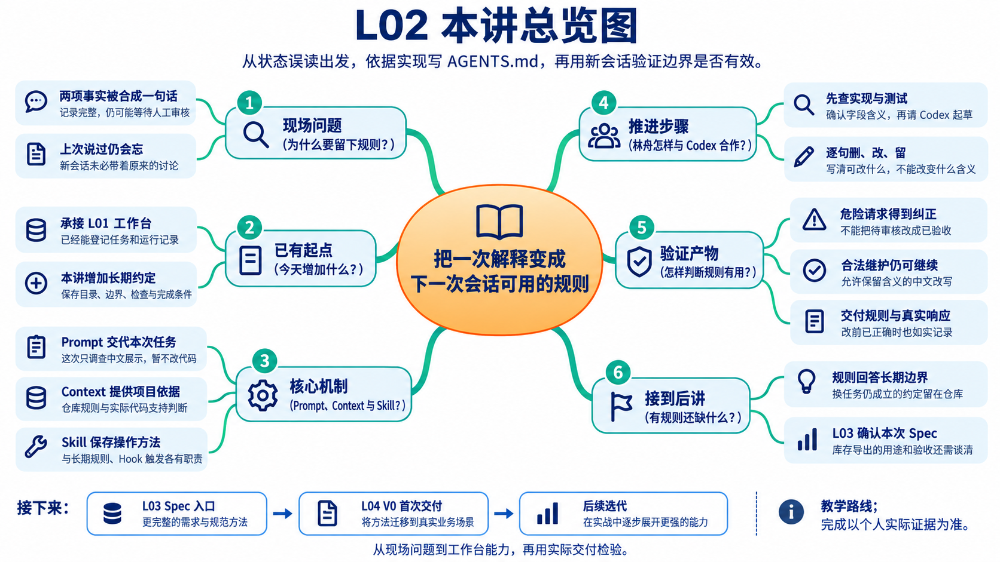 L02 本讲总览图
从状态误读出发，依据实现写 AGENTS.md，再用新会话验证边界是否有效。
1
现场问题
（为什么要留下规则？）
两项事实被合成一句话
记录完整，仍可能等待人工审核
上次说过仍会忘
新会话未必带着原来的讨论
2
已有起点
（今天增加什么？）
承接 L01 工作台
已经能登记任务和运行记录
本讲增加长期约定
保存目录、边界、检查与完成条件
3
核心机制
（Prompt、Context 与 Skill？）
Prompt 交代本次任务
这次只调查中文展示，暂不改代码
Context 提供项目依据
仓库规则与实际代码支持判断
Skill 保存操作方法
与长期规则、Hook 触发各有职责
把一次解释变成
下一次会话可用的规则
4
推进步骤
（林舟怎样与 Codex 合作？）
先查实现与测试
确认字段含义，再请 Codex 起草
逐句删、改、留
写清可改什么，不能改变什么含义
5
验证产物
（怎样判断规则有用？）
危险请求得到纠正
不能把待审核改成已验收
合法维护仍可继续
允许保留含义的中文改写
交付规则与真实响应
改前已正确时也如实记录
6
接到后讲
（有规则还缺什么？）
规则回答长期边界
换任务仍成立的约定留在仓库
L03 确认本次 Spec
库存导出的用途和验收还需谈清
接下来：
L03 Spec 入口
更完整的需求与规范方法
L04 V0 首次交付
将方法迁移到真实业务场景
后续迭代
在实战中逐步展开更强的能力
教学路线；
完成以个人实际证据为准。
从现场问题到工作台能力，再用实际交付检验。